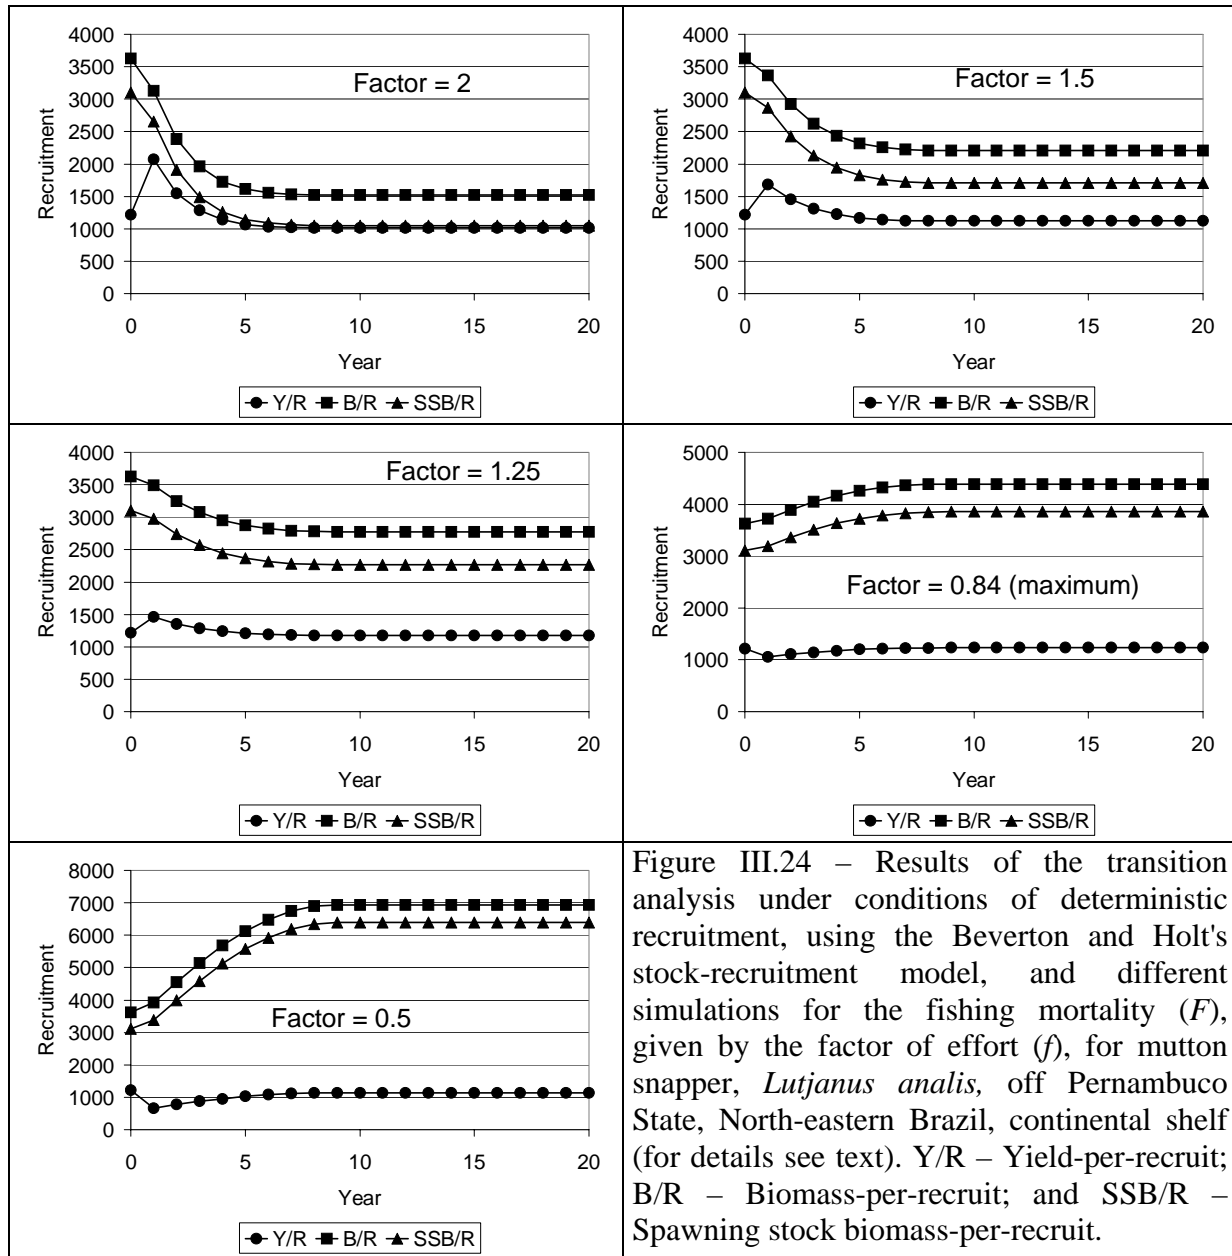 4000
3500
3000
2500
2000
1500
1000
500
0
Recruitment
Factor = 2
0 5 10 15 20
Year
Y/R B/R SSB/R
4000
3500
3000
2500
2000
1500
1000
500
0
Recruitment
Factor = 1.5
0 5 10 15 20
Year
Y/R B/R SSB/R
4000
3500
3000
2500
2000
1500
1000
500
0
Recruitment
Factor = 1.25
0 5 10 15 20
Year
Y/R B/R SSB/R
5000
4000
3000
2000
1000
0
Recruitment
Factor = 0.84 (maximum)
0 5 10 15 20
Year
Y/R B/R SSB/R
8000
7000
6000
5000
4000
3000
2000
1000
0
Recruitment
Factor = 0.5
0 5 10 15 20
Year
Y/R B/R SSB/R
Figure III.24 – Results of the transition
analysis under conditions of deterministic
recruitment, using the Beverton and Holt's
stock-recruitment model, and different
simulations for the fishing mortality (F),
given by the factor of effort (f), for mutton
snapper, Lutjanus analis, off Pernambuco
State, North-eastern Brazil, continental shelf
(for details see text). Y/R – Yield-per-recruit;
B/R – Biomass-per-recruit; and SSB/R –
Spawning stock biomass-per-recruit.